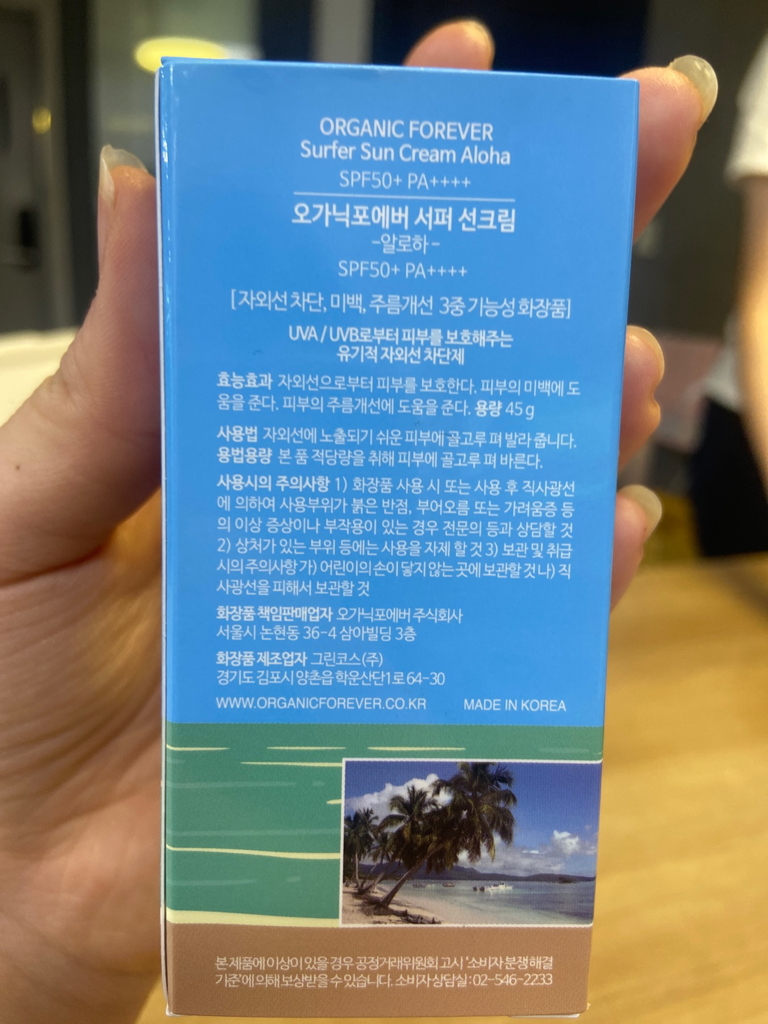 ORGANIC FOREVER
Surfer Sun Cream Aloha
SPF50+ PA++++
오가닉포에버 서퍼 선크림
-알로하-
SPF50+ PA++++
[자외선 차단, 미백, 주름개선 3중 기능성 화장품]
UVA / UVB로부터 피부를 보호해주는
유기적 자외선 차단제
효능효과 자외선으로부터 피부를 보호한다. 피부의 미백에 도
움을 준다. 피부의 주름개선에 도움을 준다. 용량 45 g
사용법 자외선에 노출되기 쉬운 피부에 골고루 펴 발라 줍니다.
용법용량 본 품 적당량을 취해 피부에 골고루 펴 바른다.
사용시의 주의사항 1) 화장품 사용 시 또는 사용 후 직사광선
에 의하여 사용부위가 붉은 반점, 부어오름 또는 가려움증 등
의 이상 증상이나 부작용이 있는 경우 전문의 등과 상담할 것
2) 상처가 있는 부위 등에는 사용을 자제 할 것 3) 보관 및 취급
시의 주의사항 가) 어린이의 손이 닿지 않는 곳에 보관할 것 나) 직
사광선을 피해서 보관할 것
화장품 책임판매업자 오가닉포에버 주식회사
서울시 논현동 36-4 삼아빌딩 3층
화장품 제조업자 그린코스(주)
경기도 김포시 양촌읍 학운산단1로 64-30
WWW.ORGANICFOREVER.CO.KR MADE IN KOREA
본 제품에 이상이 있을 경우 공정거래위원회 고시 '소비자 분쟁 해결
기준'에 의해 보상받을 수 있습니다. 소비자 상담실 : 02-546-2233